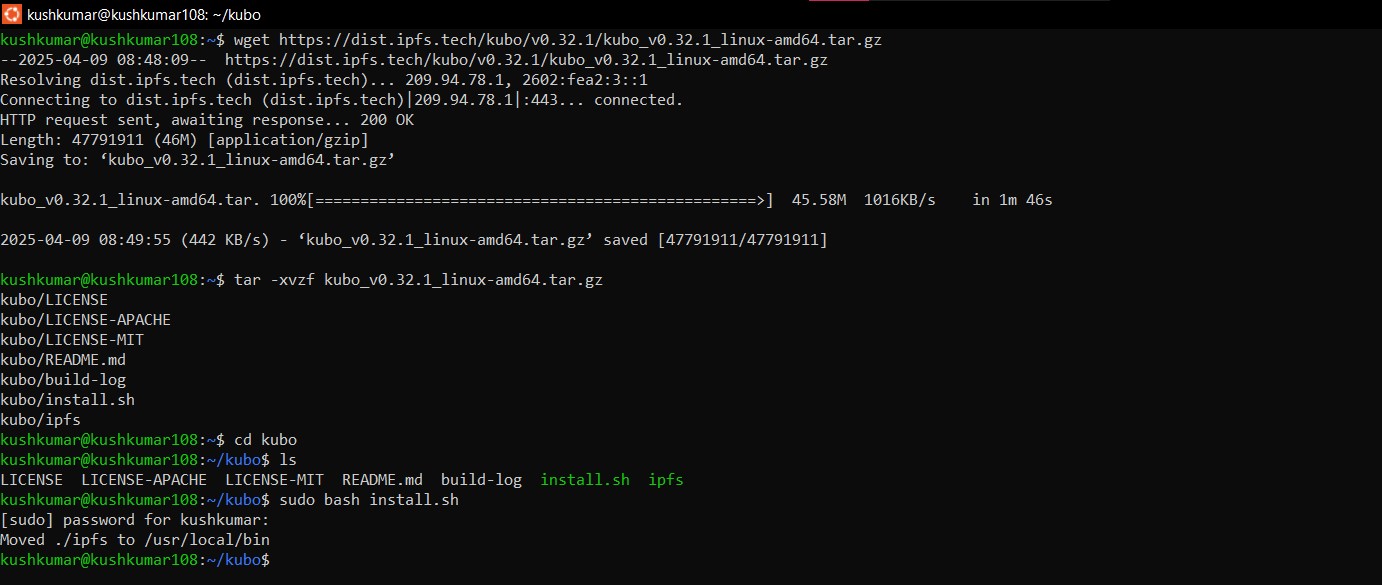 kushkumar@kushkumar108: ~/kubo
kushkumar@kushkumar108:~$ wget https://dist.ipfs.tech/kubo/v0.32.1/kubo_v0.32.1_linux-amd64.tar.gz
--2025-04-09 08:48:09--  https://dist.ipfs.tech/kubo/v0.32.1/kubo_v0.32.1_linux-amd64.tar.gz
Resolving dist.ipfs.tech (dist.ipfs.tech)... 209.94.78.1, 2602:fea2:3::1
Connecting to dist.ipfs.tech (dist.ipfs.tech)|209.94.78.1|:443... connected.
HTTP request sent, awaiting response... 200 OK
Length: 47791911 (46M) [application/gzip]
Saving to: ‘kubo_v0.32.1_linux-amd64.tar.gz’
kubo_v0.32.1_linux-amd64.tar. 100%[=================================================>]  45.58M  1016KB/s    in 1m 46s
2025-04-09 08:49:55 (442 KB/s) - ‘kubo_v0.32.1_linux-amd64.tar.gz’ saved [47791911/47791911]
kushkumar@kushkumar108:~$ tar -xvzf kubo_v0.32.1_linux-amd64.tar.gz
kubo/LICENSE
kubo/LICENSE-APACHE
kubo/LICENSE-MIT
kubo/README.md
kubo/build-log
kubo/install.sh
kubo/ipfs
kushkumar@kushkumar108:~$ cd kubo
kushkumar@kushkumar108:~/kubo$ ls
LICENSE  LICENSE-APACHE  LICENSE-MIT  README.md  build-log  install.sh  ipfs
kushkumar@kushkumar108:~/kubo$ sudo bash install.sh
[sudo] password for kushkumar:
Moved ./ipfs to /usr/local/bin
kushkumar@kushkumar108:~/kubo$